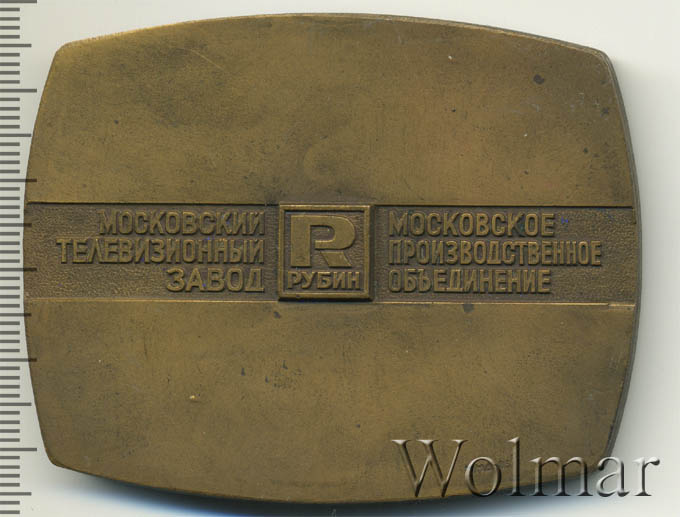 МОСКОВСКИЙ
ТЕЛЕВИЗИОННЫЙ
ЗАВОД
R
РУБИН
МОСКОВСКОЕ
ПРОИЗВОДСТВЕННОЕ
ОБЪЕДИНЕНИЕ
Wolmar